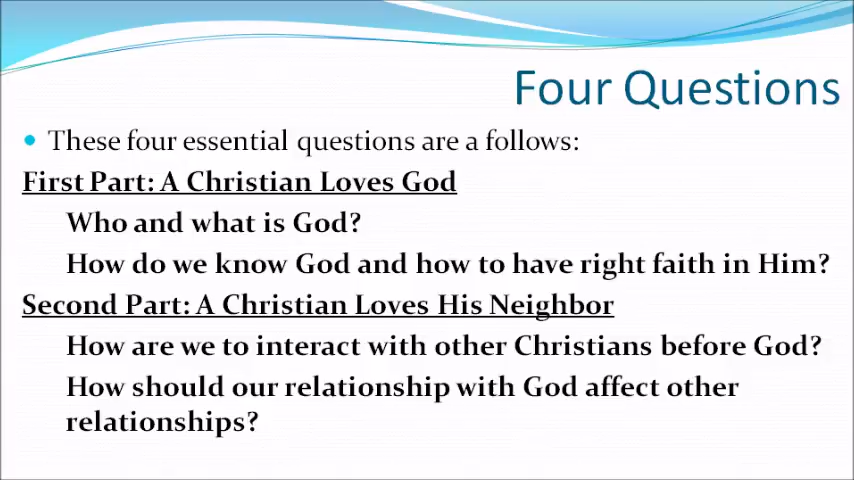 Four Questions
These four essential questions are a follows:
First Part: A Christian Loves God
Who and what is God?
How do we know God and how to have right faith in Him?
Second Part: A Christian Loves His Neighbor
How are we to interact with other Christians before God?
How should our relationship with God affect other
relationships?